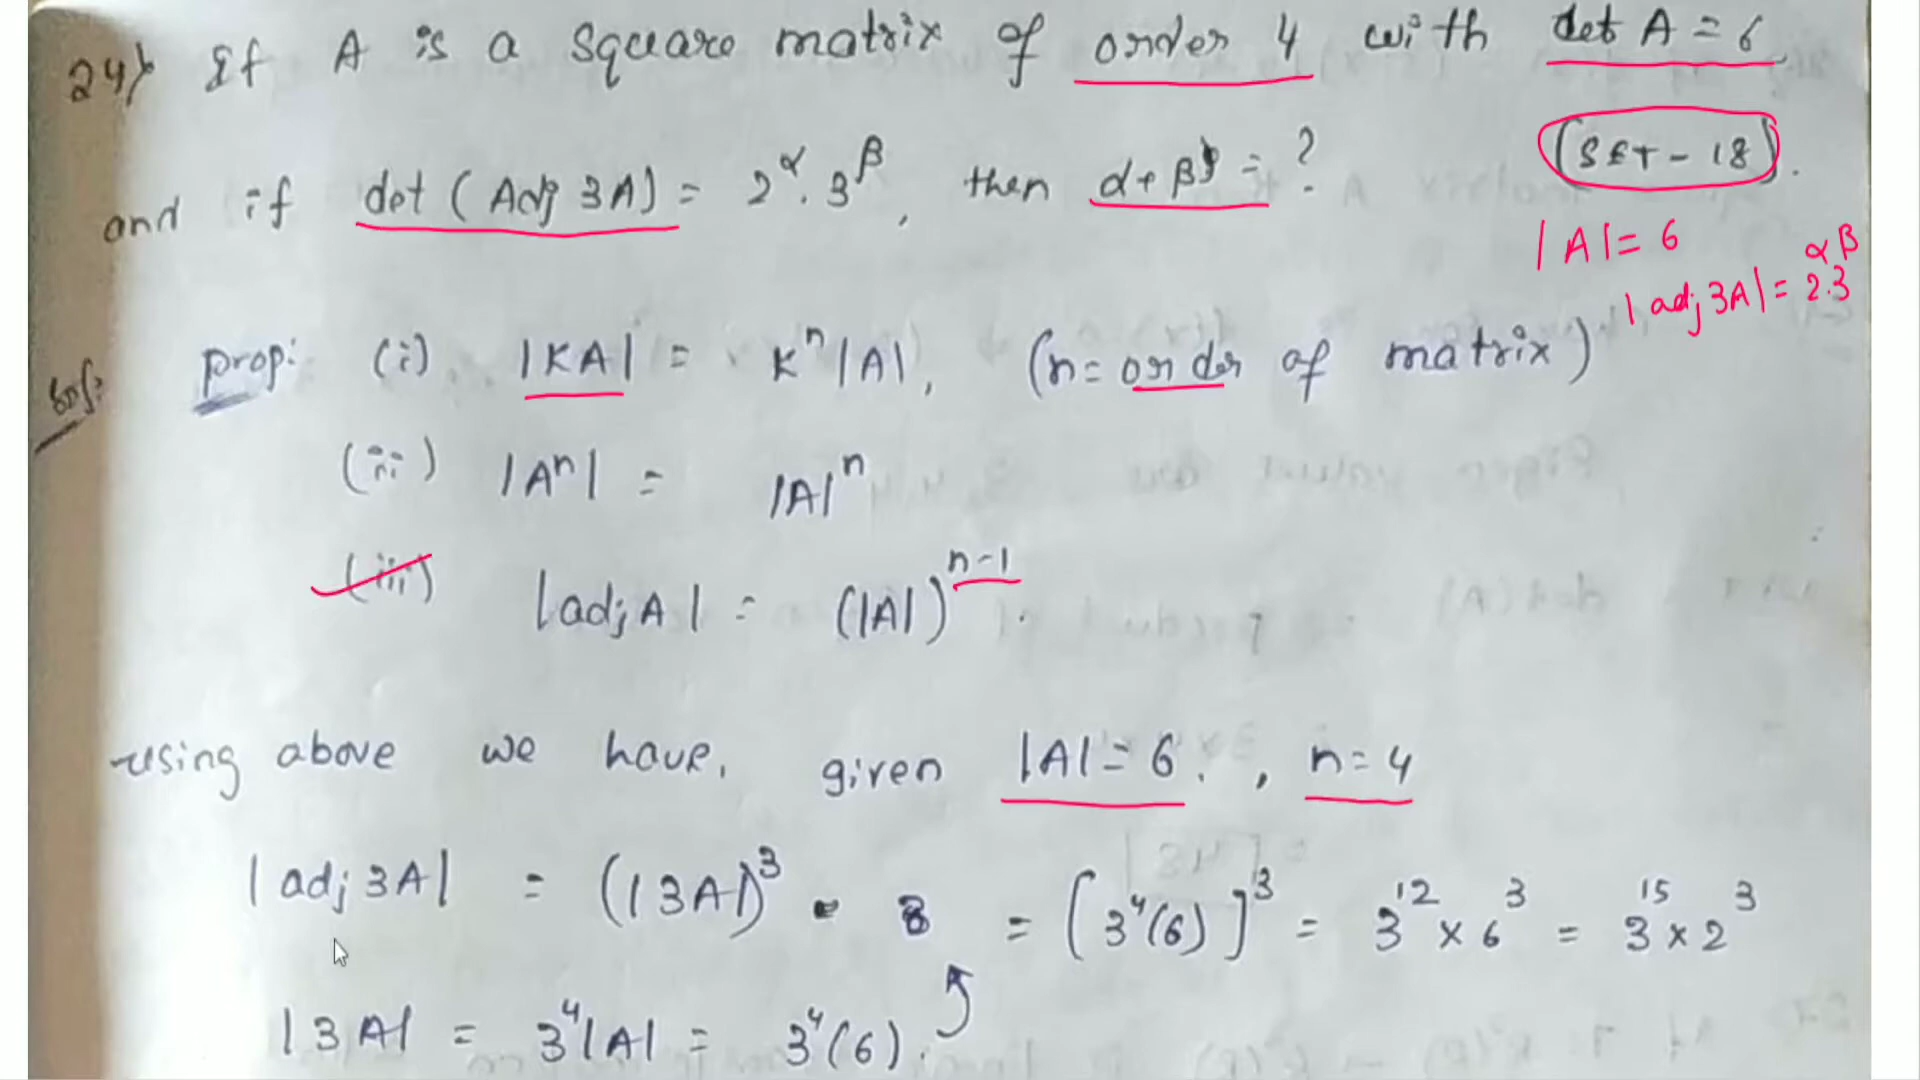 24) If A is a square matrix of order 4 with det A = 6
and if det (Adj 3A) = 2^α . 3^β, then α+β = ?
(SET - 18).
|A| = 6
|adj 3A| = 2^α.3^β
Sol: prop: (i) |KA| = K^n |A|, (n = order of matrix)
(ii) |A^n| = |A|^n
(iii) |adj A| = (|A|)^{n-1}.
using above we have, given |A| = 6., n = 4
|adj 3A| = (|3A|)^3 = [3^4(6)]^3 = 3^12 × 6^3 = 3^15 × 2^3
|3A| = 3^4|A| = 3^4(6).